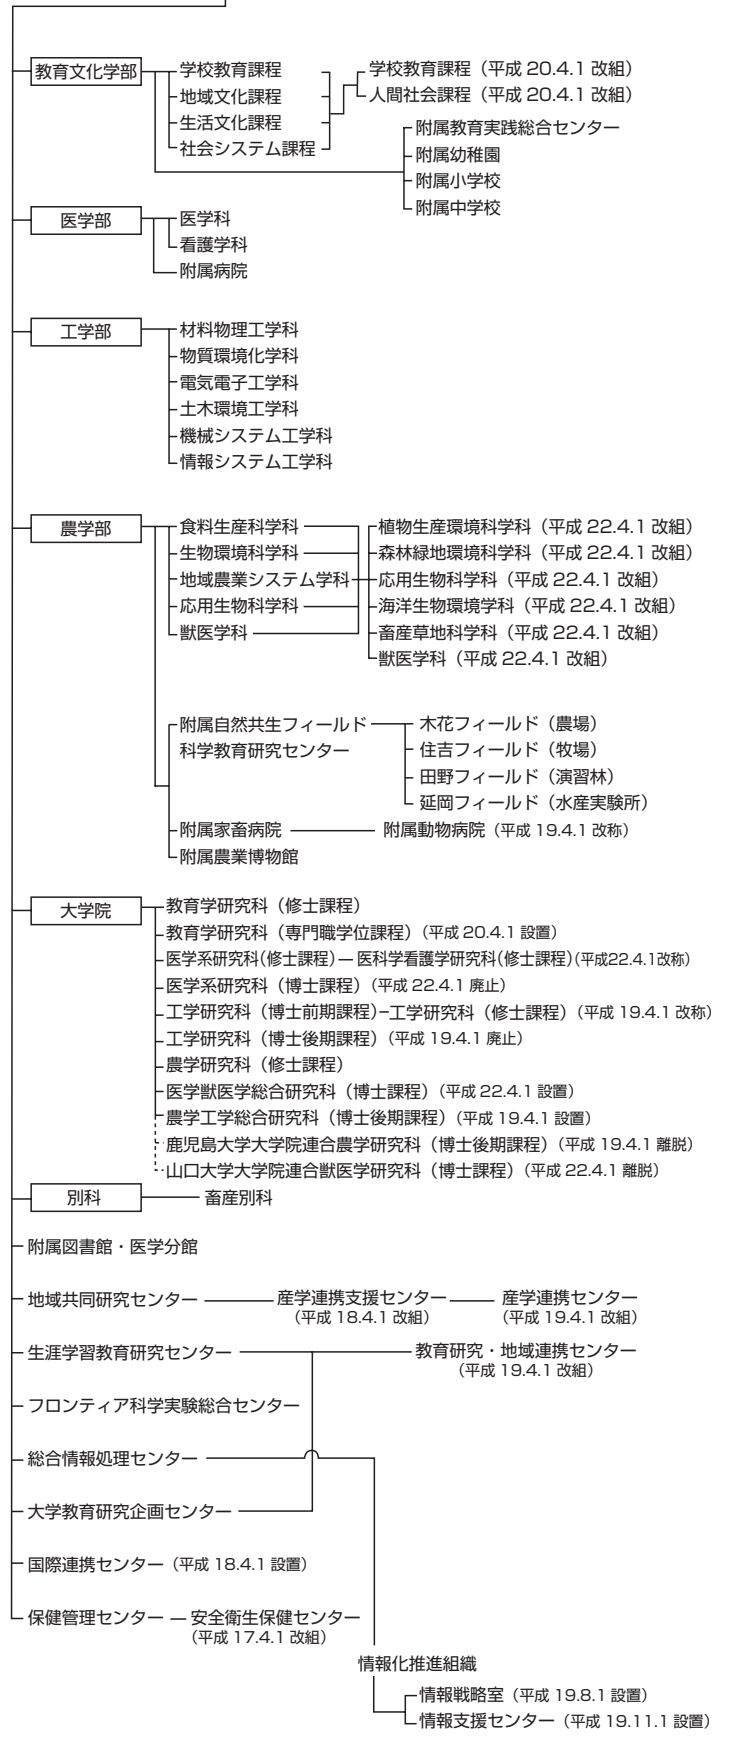 教育文化学部
学校教育課程
地域文化課程
生活文化課程
社会システム課程
学校教育課程（平成 20.4.1 改組）
人間社会課程（平成 20.4.1 改組）
附属教育実践総合センター
附属幼稚園
附属小学校
附属中学校
医学部
医学科
看護学科
附属病院
工学部
材料物理工学科
物質環境化学科
電気電子工学科
土木環境工学科
機械システム工学科
情報システム工学科
農学部
食料生産科学科
生物環境科学科
地域農業システム学科
応用生物科学科
獣医学科
植物生産環境科学科（平成 22.4.1 改組）
森林緑地環境科学科（平成 22.4.1 改組）
応用生物科学科（平成 22.4.1 改組）
海洋生物環境学科（平成 22.4.1 改組）
畜産草地科学科（平成 22.4.1 改組）
獣医学科（平成 22.4.1 改組）
附属自然共生フィールド
科学教育研究センター
木花フィールド（農場）
住吉フィールド（牧場）
田野フィールド（演習林）
延岡フィールド（水産実験所）
附属家畜病院 附属動物病院（平成 19.4.1 改称）
附属農業博物館
大学院
教育学研究科（修士課程）
教育学研究科（専門職学位課程）（平成 20.4.1 設置）
医学系研究科（修士課程）— 医科学看護学研究科（修士課程）（平成22.4.1改称）
医学系研究科（博士課程）（平成 22.4.1 廃止）
工学研究科（博士前期課程）−工学研究科（修士課程）（平成 19.4.1 改称）
工学研究科（博士後期課程）（平成 19.4.1 廃止）
農学研究科（修士課程）
医学獣医学総合研究科（博士課程）（平成 22.4.1 設置）
農学工学総合研究科（博士後期課程）（平成 19.4.1 設置）
鹿児島大学大学院連合農学研究科（博士後期課程）（平成 19.4.1 離脱）
山口大学大学院連合獣医学研究科（博士課程）（平成 22.4.1 離脱）
別科
畜産別科
附属図書館・医学分館
地域共同研究センター 産学連携支援センター 産学連携センター
（平成 18.4.1 改組） （平成 19.4.1 改組）
生涯学習教育研究センター 教育研究・地域連携センター
（平成 19.4.1 改組）
フロンティア科学実験総合センター
総合情報処理センター
大学教育研究企画センター
国際連携センター（平成 18.4.1 設置）
保健管理センター — 安全衛生保健センター
（平成 17.4.1 改組）
情報化推進組織
情報戦略室（平成 19.8.1 設置）
情報支援センター（平成 19.11.1 設置）